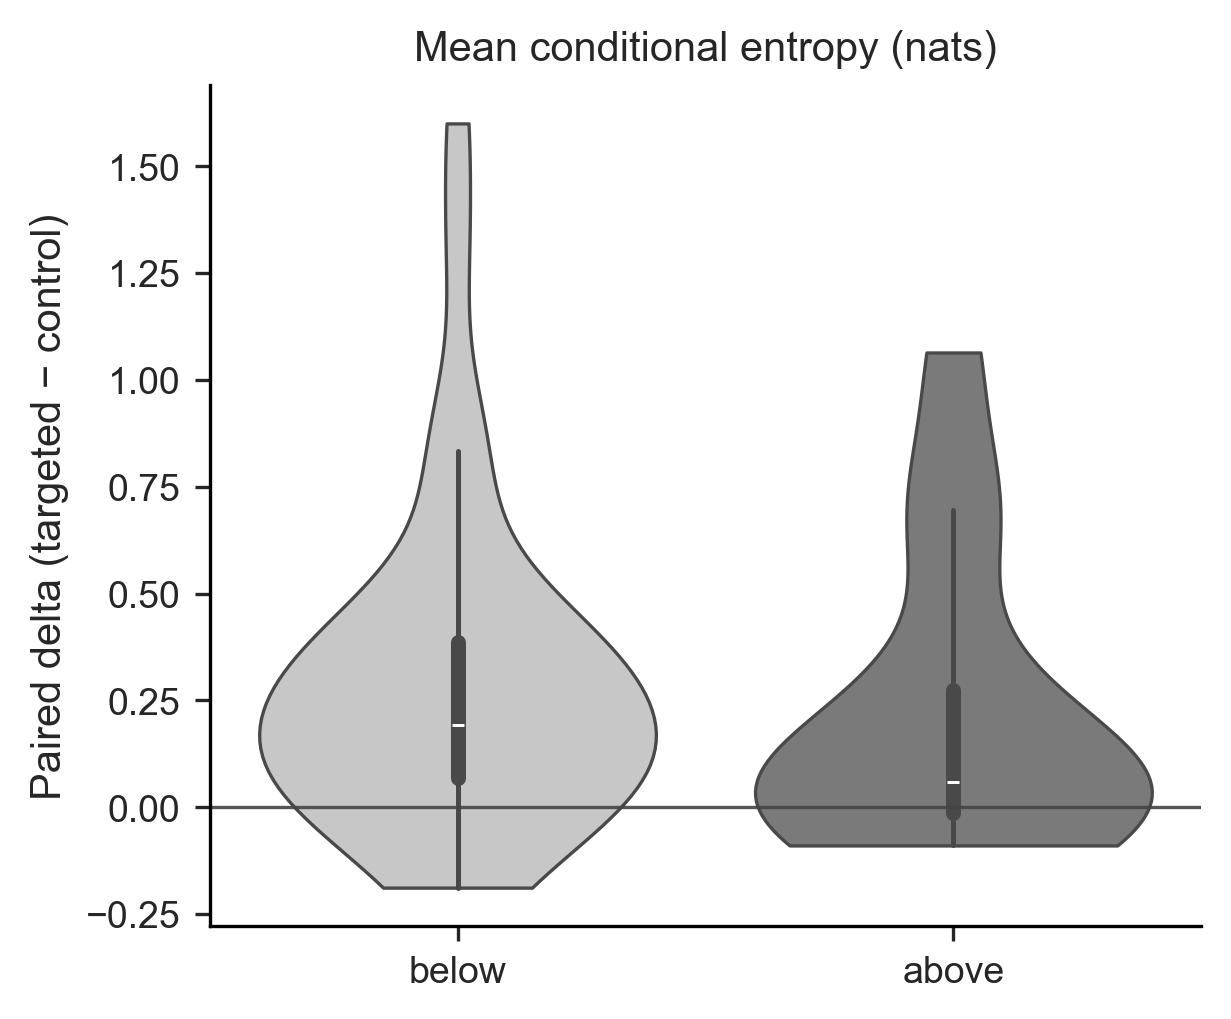 Mean conditional entropy (nats)
Paired delta (targeted − control)
1.50
1.25
1.00
0.75
0.50
0.25
0.00
−0.25
below
above